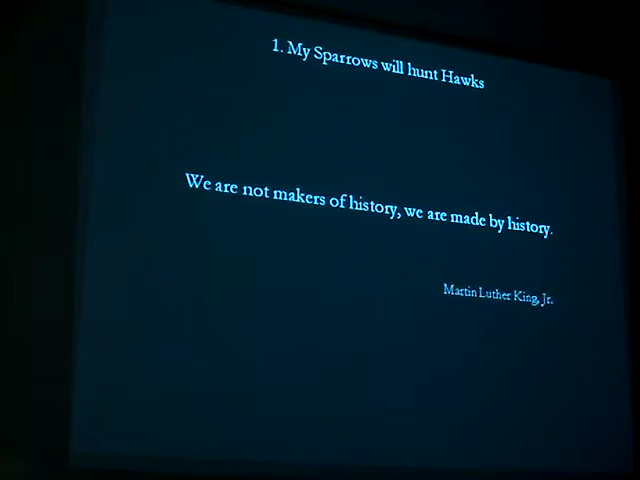 1. My Sparrows will hunt Hawks
We are not makers of history, we are made by history.
Martin Luther King, Jr.